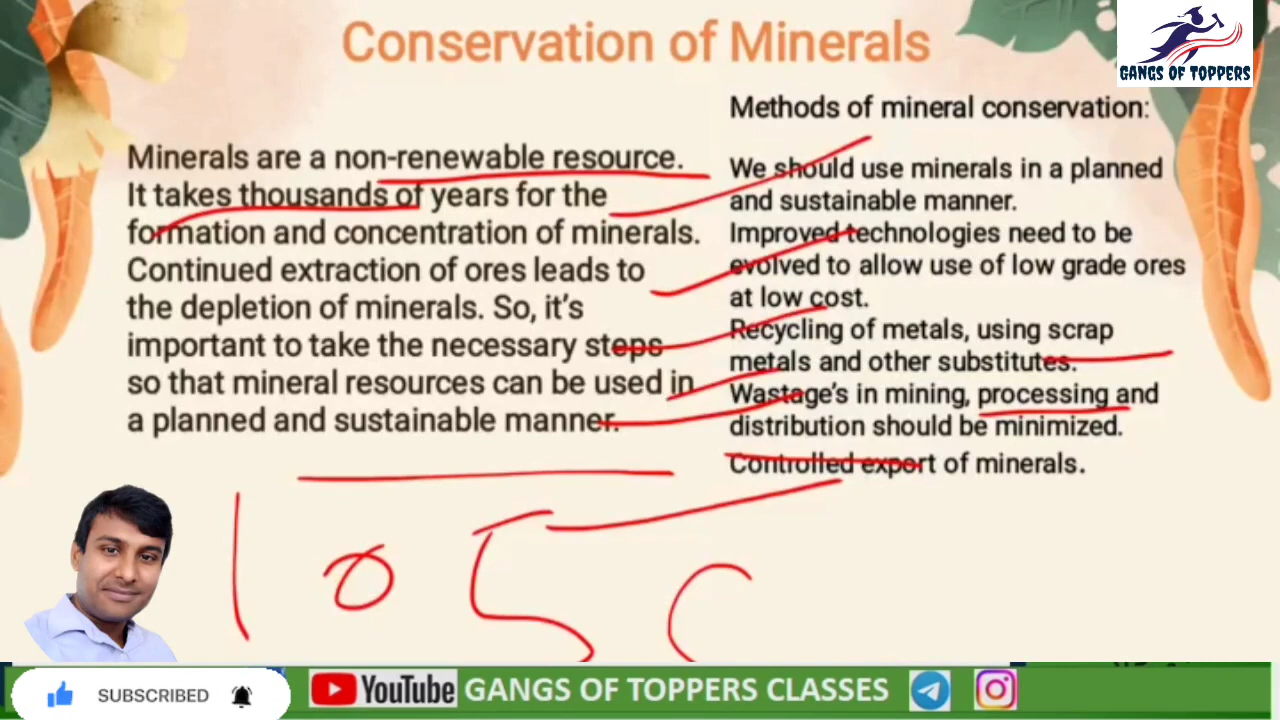 Conservation of Minerals
GANGS OF TOPPERS
Minerals are a non-renewable resource.
It takes thousands of years for the
formation and concentration of minerals.
Continued extraction of ores leads to
the depletion of minerals. So, it’s
important to take the necessary steps
so that mineral resources can be used in
a planned and sustainable manner.
Methods of mineral conservation:
We should use minerals in a planned
and sustainable manner.
Improved technologies need to be
evolved to allow use of low grade ores
at low cost.
Recycling of metals, using scrap
metals and other substitutes.
Wastage’s in mining, processing and
distribution should be minimized.
Controlled export of minerals.
SUBSCRIBED
YouTube GANGS OF TOPPERS CLASSES